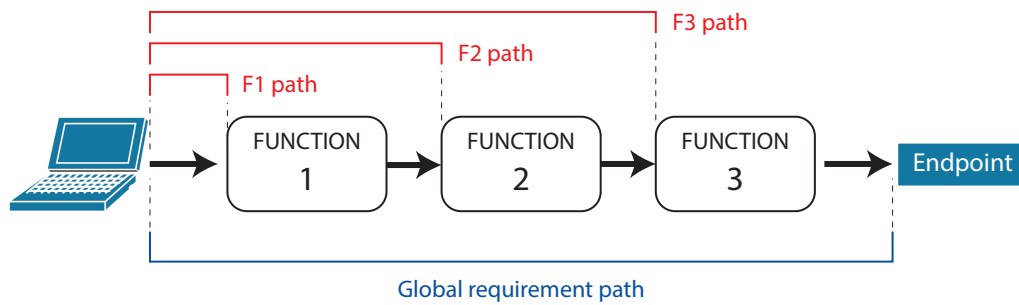 F3 path
F2 path
F1 path
FUNCTION
1
FUNCTION
2
FUNCTION
3
Endpoint
Global requirement path